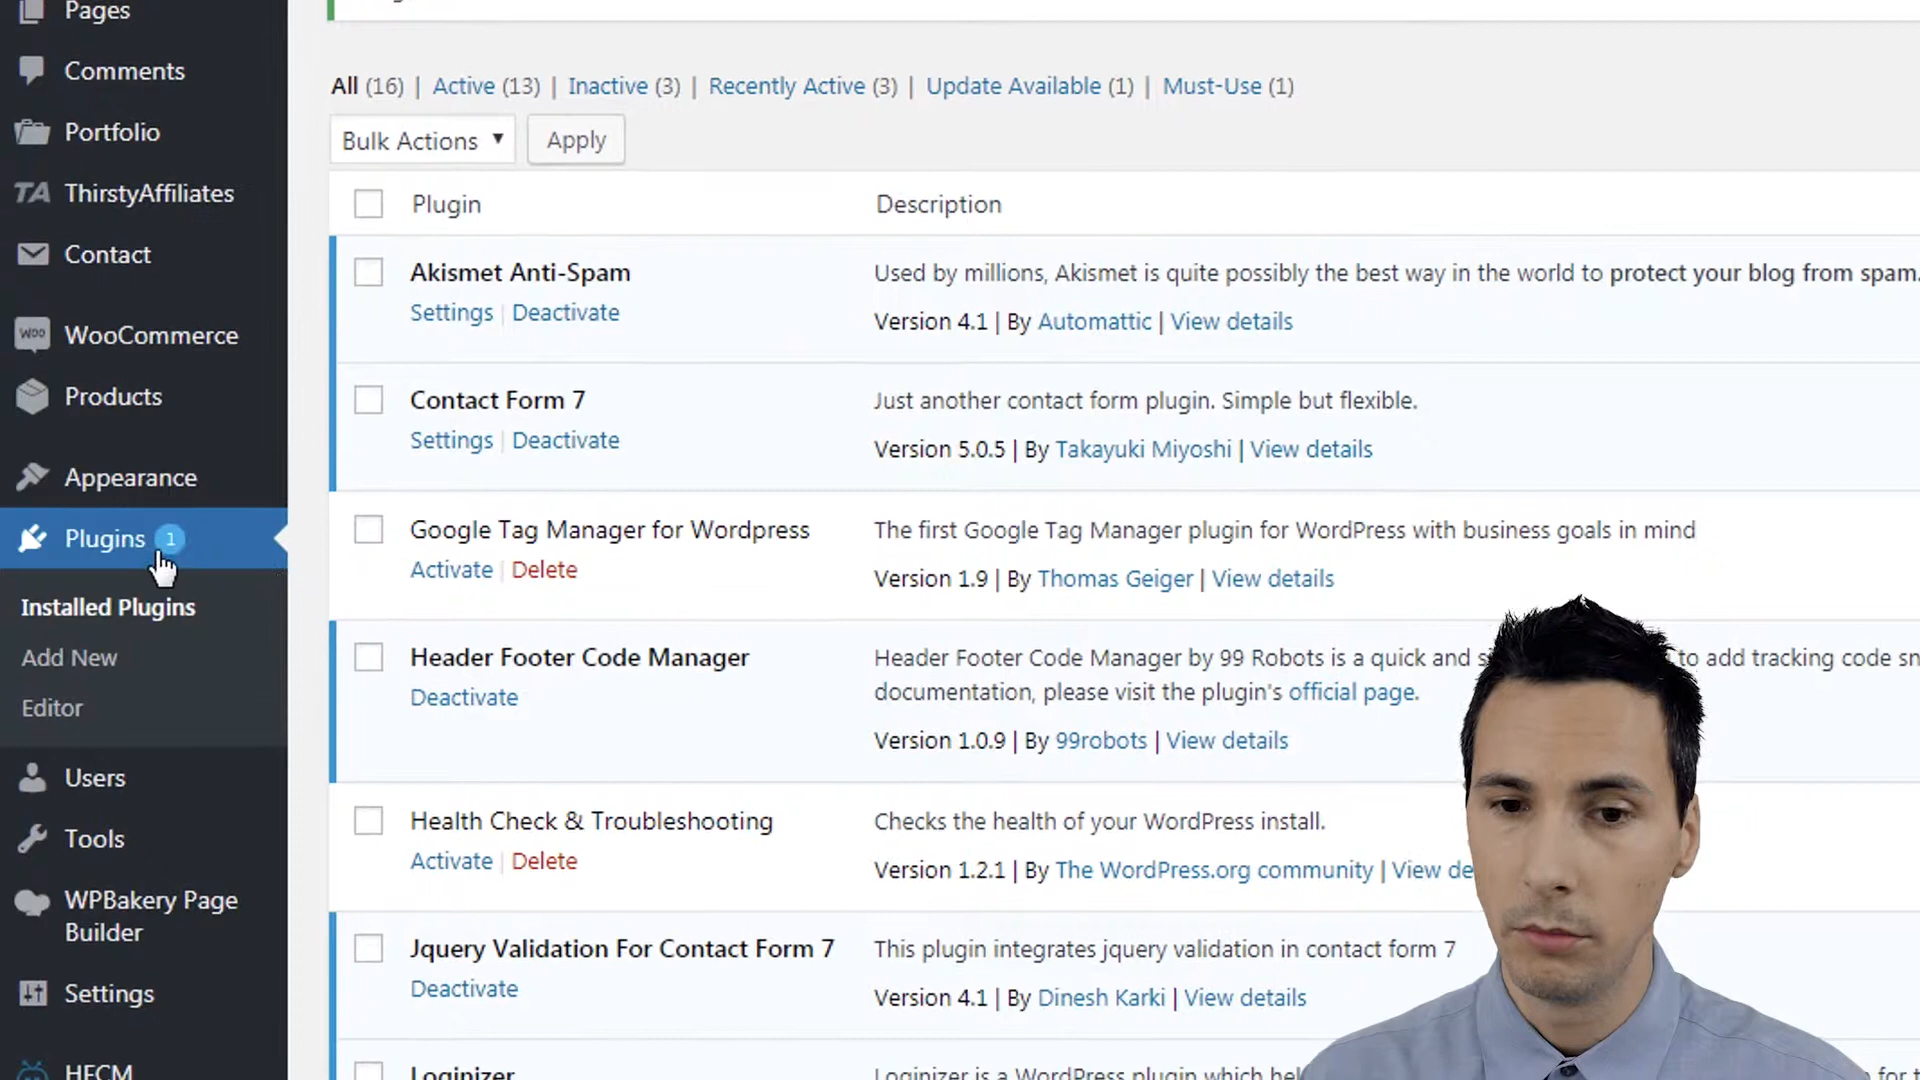 Pages
Comments
Portfolio
TA ThirstyAffiliates
Contact
WOO WooCommerce
Products
Appearance
Plugins 1
Installed Plugins
Add New
Editor
Users
Tools
WPBakery Page
Builder
Settings
HFCM
All (16) | Active (13) | Inactive (3) | Recently Active (3) | Update Available (1) | Must-Use (1)
Bulk Actions ▼ Apply
Plugin Description
Akismet Anti-Spam
Settings | Deactivate
Used by millions, Akismet is quite possibly the best way in the world to protect your blog from spam.
Version 4.1 | By Automattic | View details
Contact Form 7
Settings | Deactivate
Just another contact form plugin. Simple but flexible.
Version 5.0.5 | By Takayuki Miyoshi | View details
Google Tag Manager for Wordpress
Activate | Delete
The first Google Tag Manager plugin for WordPress with business goals in mind
Version 1.9 | By Thomas Geiger | View details
Header Footer Code Manager
Deactivate
Header Footer Code Manager by 99 Robots is a quick and to add tracking code
documentation, please visit the plugin's official page.
Version 1.0.9 | By 99robots | View details
Health Check & Troubleshooting
Activate | Delete
Checks the health of your WordPress install.
Version 1.2.1 | By The WordPress.org community | View
Jquery Validation For Contact Form 7
Deactivate
This plugin integrates jquery validation in contact form 7
Version 4.1 | By Dinesh Karki | View details
Loginizer
Loginizer is a WordPress plugin which for